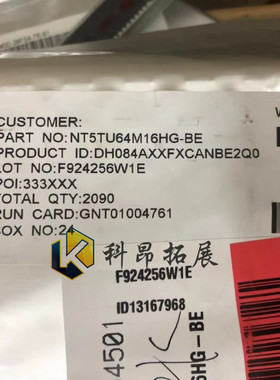 CUSTOMER:
PART NO:NT5TU64M16HG-BE
PRODUCT ID:DH084AXXFXCANBE2Q0
LOT NO:F924256W1E
POI:333XXX
TOTAL QTY:2090
RUN CARD:GNT01004761
BOX NO:24
科昂拓展
F924256W1E
ID13167968
4501
6HG-BE